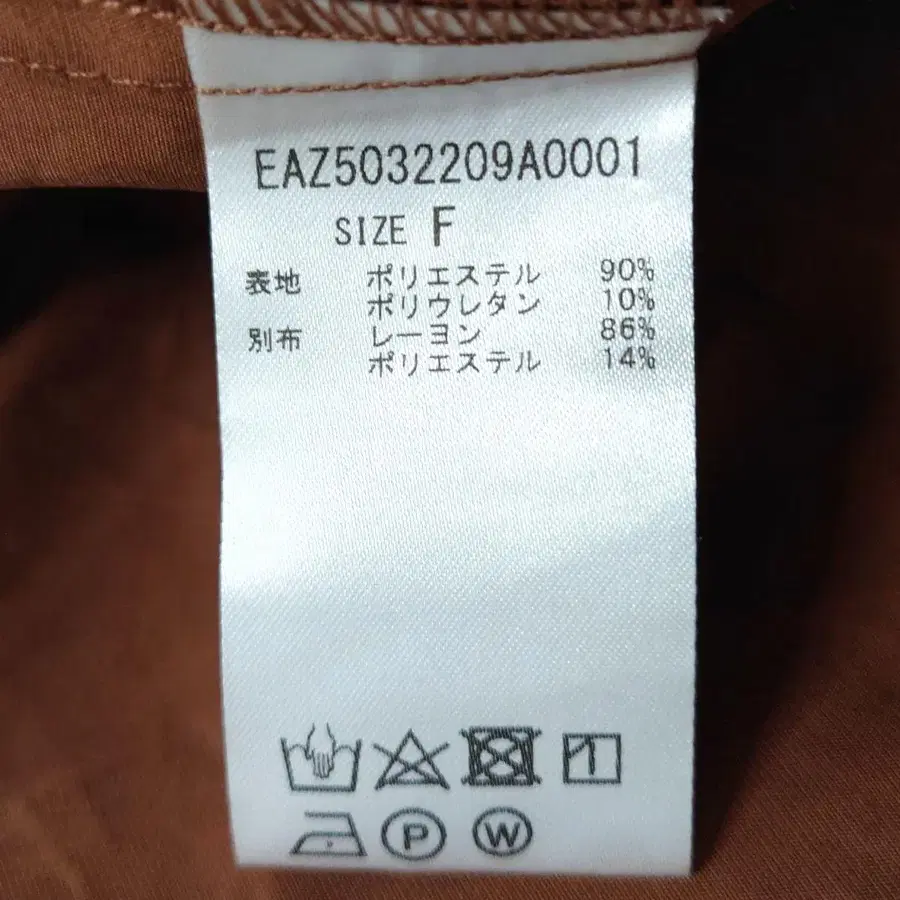 EAZ5032209A0001
SIZE F
表地 ポリエステル 90%
ポリウレタン 10%
別布 レーヨン 86%
ポリエステル 14%
P W